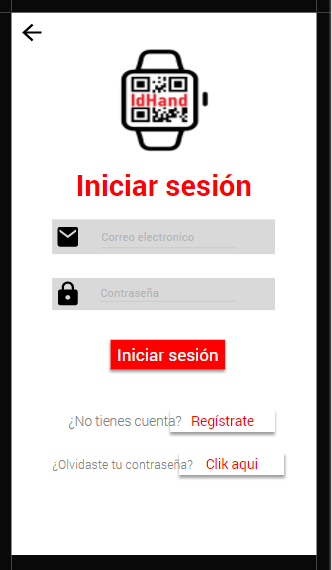 IdHand
Iniciar sesión
Correo electronico
Contraseña
Iniciar sesión
¿No tienes cuenta? Regístrate
¿Olvidaste tu contraseña? Clik aqui